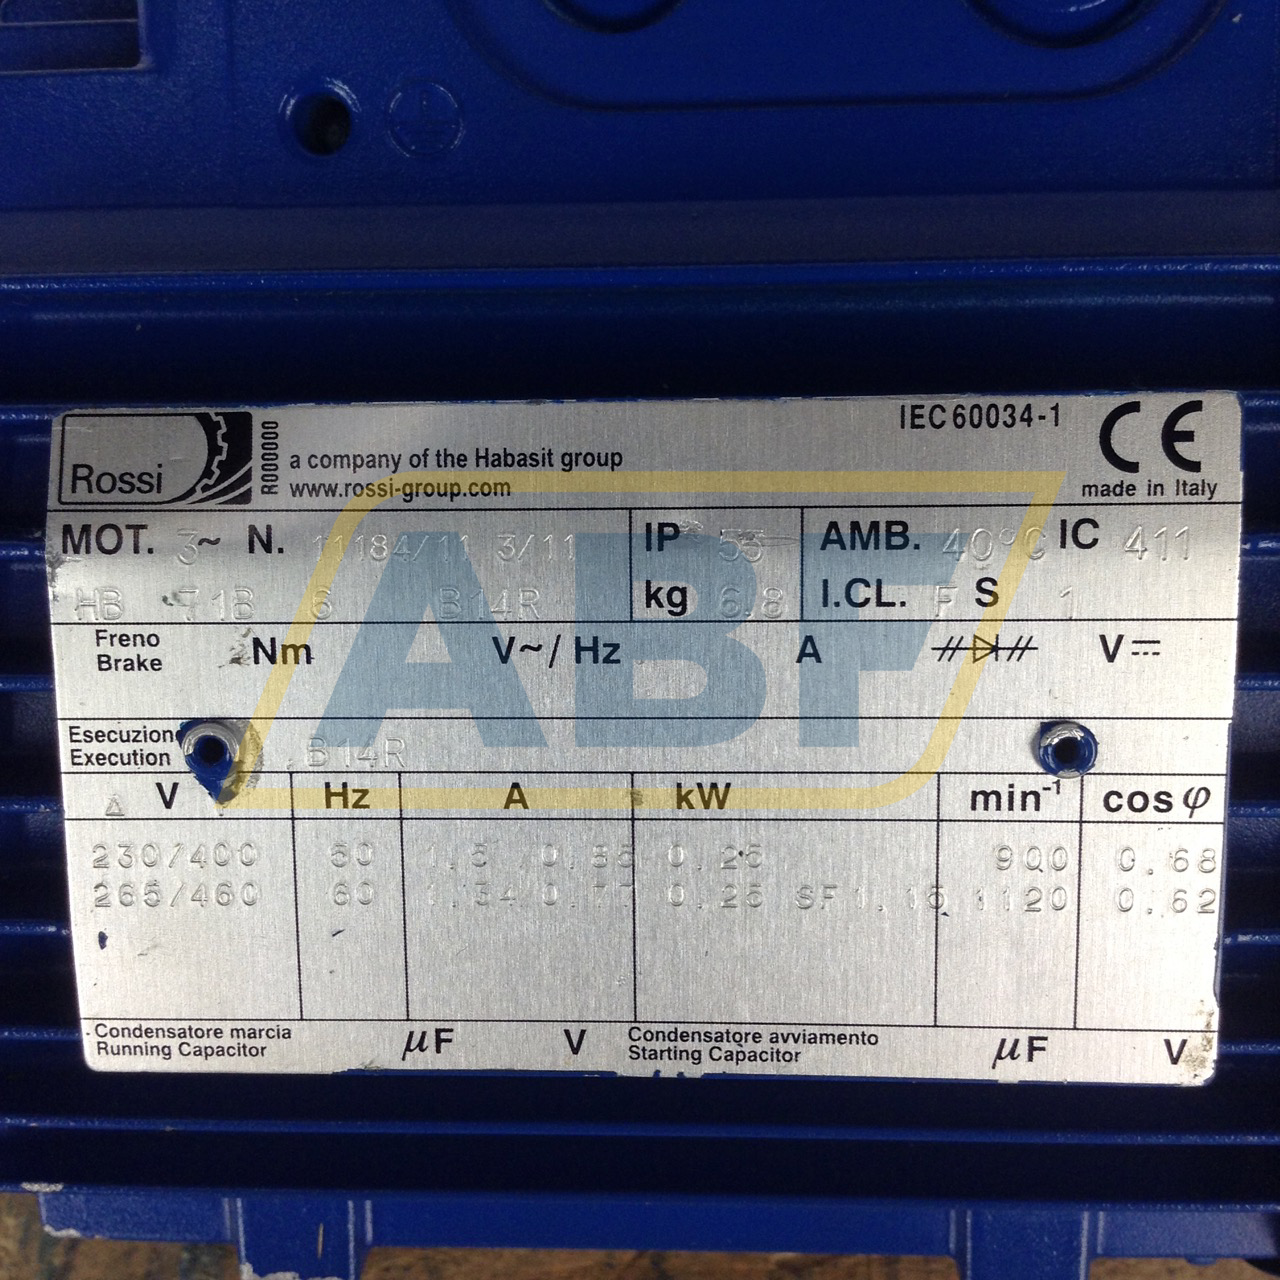 Rossi
R000000
a company of the Habasit group
www.rossi-group.com
IEC 60034-1
CE
made in Italy
MOT. 3~ N. 11184/11 3/11 IP 55 AMB. 40°C IC 411
HB 71B 6 B14R kg 6.8 I.CL. F S 1
Freno
Brake
Nm V~/Hz A V
Esecuzione
Execution
B14R
Δ V Y Hz A kW min-1 cos φ
230/400 50 1.5 /0.85 0.25 900 0.68
265/460 60 1.34/0.77 0.25 SF1.15 1120 0.62
Condensatore marcia
Running Capacitor
µF V
Condensatore avviamento
Starting Capacitor
µF V
ABF